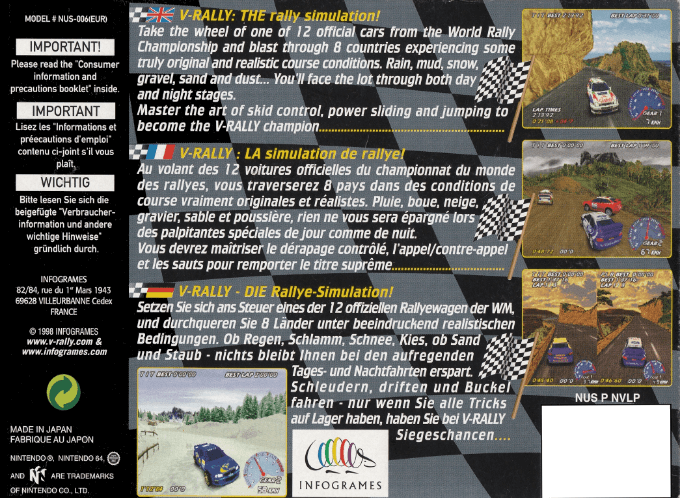 MODEL # NUS-006(EUR)
IMPORTANT!
Please read the "Consumer
information and
precautions booklet" inside.
IMPORTANT
Lisez les "Informations et
préecautions d'emploi"
contenu ci-joint s'il vous
plaît,
WICHTIG
Bitte lesen Sie sich die
beigefügte "Verbraucher-
information und andere
wichtige Hinweise"
gründlich durch.
INFOGRAMES
82/84, rue du 1er Mars 1943
69628 VILLEURBANNE Cedex
FRANCE
© 1998 INFOGRAMES
www.v-rally.com &
www.infogrames.com
MADE IN JAPAN
FABRIQUE AU JAPON
NINTENDO ®, NINTENDO 64,
AND ARE TRADEMARKS
OF NINTENDO CO., LTD.
V-RALLY: THE rally simulation!
Take the wheel of one of 12 official cars from the World Rally
Championship and blast through 8 countries experiencing some
truly original and realistic course conditions. Rain, mud, snow,
gravel, sand and dust... You'll face the lot through both day
and night stages.
Master the art of skid control, power sliding and jumping to
become the V-RALLY champion
V-RALLY : LA simulation de rallye!
Au volant des 12 voitures officielles du championnat du monde
des rallyes, vous traverserez 8 pays dans des conditions de
course vraiment originales et réalistes. Pluie, boue, neige,
gravier, sable et poussière, rien ne vous sera épargné lors
des palpitantes spéciales de jour comme de nuit.
Vous devrez maîtriser le dérapage contrôlé, l'appel/contre-appel
et les sauts pour remporter le titre suprême
V-RALLY - DIE Rallye-Simulation!
Setzen Sie sich ans Steuer eines der 12 offiziellen Rallyewagen der WM,
und durchqueren Sie 8 Länder unter beeindruckend realistischen
Bedingungen. Ob Regen, Schlamm, Schnee, Kies, ob Sand
und Staub - nichts bleibt Ihnen bei den aufregenden
Tages- und Nachtfahrten erspart.
Schleudern, driften und Buckel
fahren - nur wenn Sie alle Tricks
auf Lager haben, haben Sie bei V-RALLY
Siegeschancen....
INFOGRAMES
LAP TIMES
GEAR 1
GEAR 2
NUS P NVLP